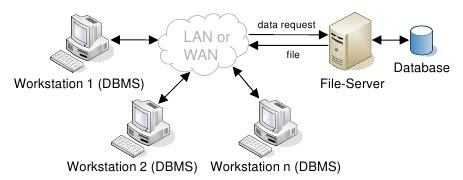 data request
LAN or
WAN
file
Database
File-Server
Workstation 1 (DBMS)
Workstation 2 (DBMS)
Workstation n (DBMS)